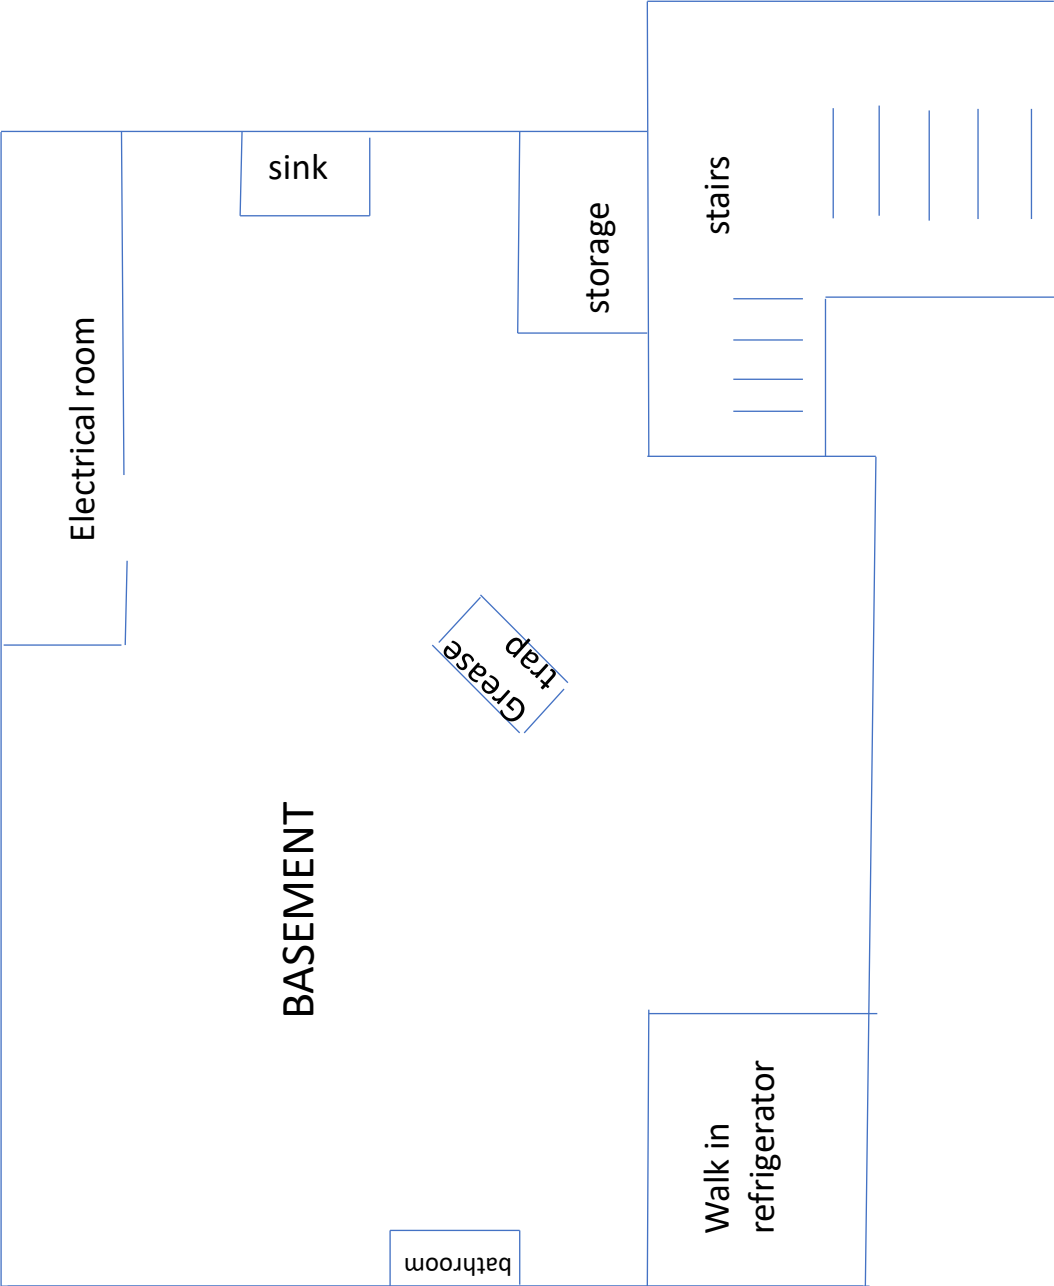 sink
stairs
storage
Electrical room
Grease
trap
BASEMENT
Walk in
refrigerator
bathroom